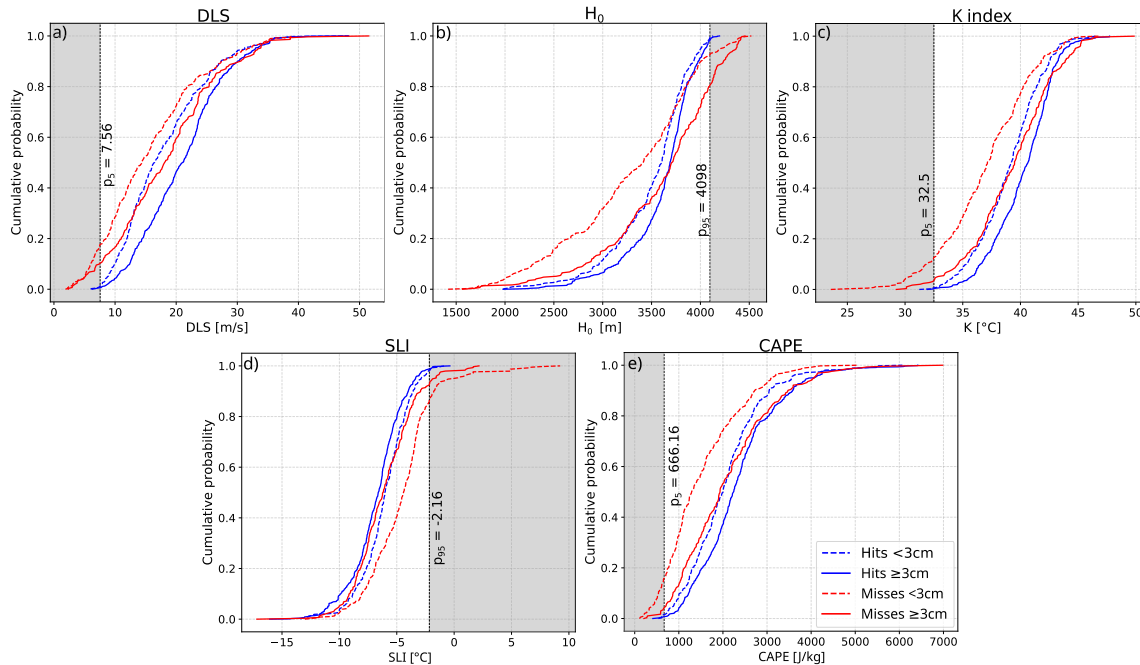 DLS
a)
Cumulative probability
1.0
0.8
0.6
0.4
0.2
0.0
p5 = 7.56
0 10 20 30 40 50
DLS [m/s]
H0
b)
Cumulative probability
1.0
0.8
0.6
0.4
0.2
0.0
p95 = 4098
1500 2000 2500 3000 3500 4000 4500
H0 [m]
K index
c)
Cumulative probability
1.0
0.8
0.6
0.4
0.2
0.0
p5 = 32.5
25 30 35 40 45 50
K [°C]
SLI
d)
Cumulative probability
1.0
0.8
0.6
0.4
0.2
0.0
p95 = -2.16
−15 −10 −5 0 5 10
SLI [°C]
CAPE
e)
Cumulative probability
1.0
0.8
0.6
0.4
0.2
0.0
p5 = 666.16
0 1000 2000 3000 4000 5000 6000 7000
CAPE [J/kg]
Hits <3cm
Hits ≥3cm
Misses <3cm
Misses ≥3cm